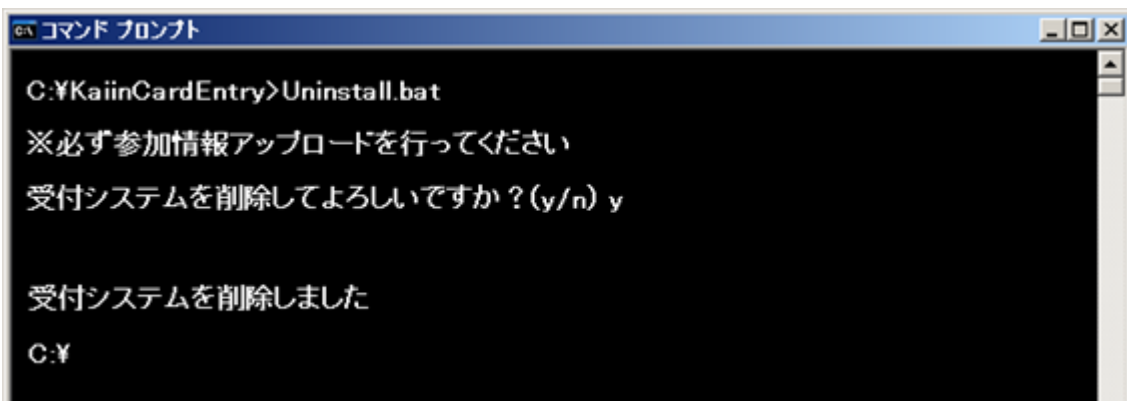 コマンド プロンプト
C:¥KaiinCardEntry>Uninstall.bat
※必ず参加情報アップロードを行ってください
受付システムを削除してよろしいですか？(y/n) y
受付システムを削除しました
C:¥